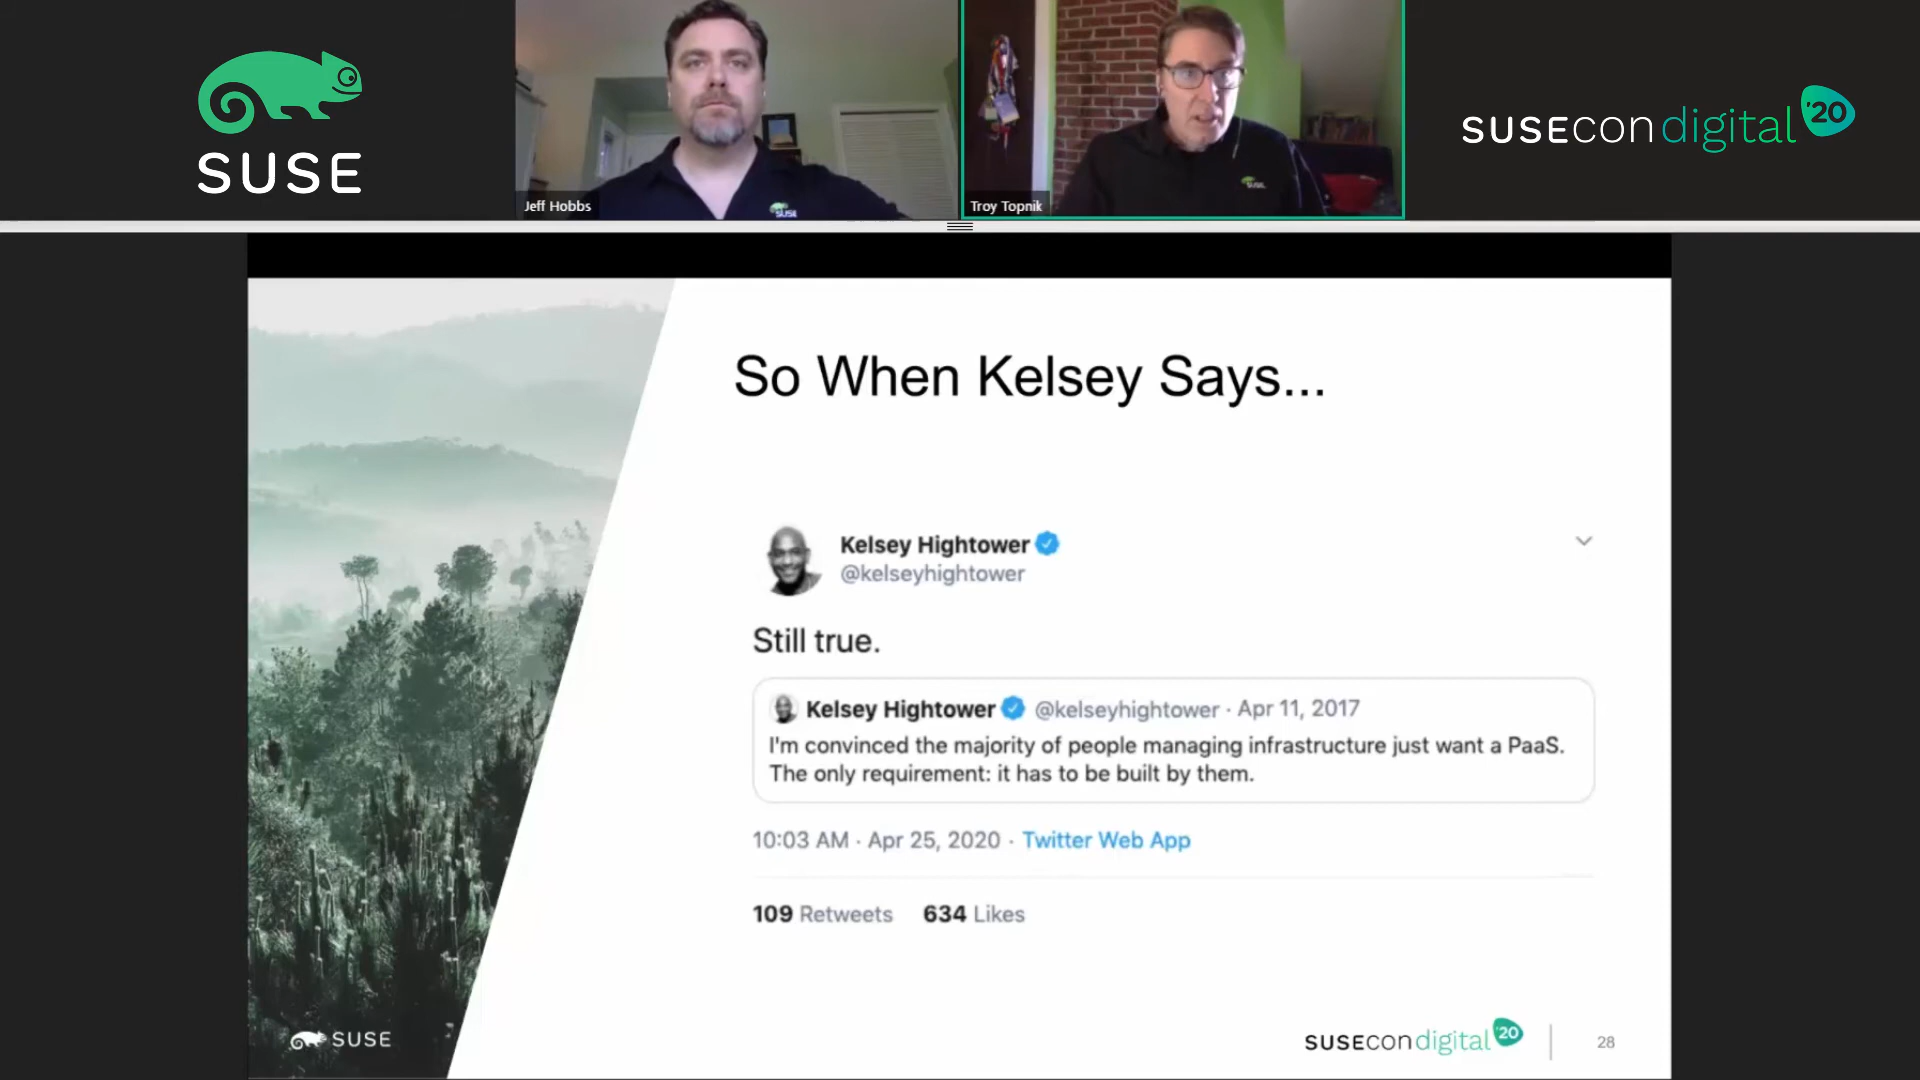 SUSE
Jeff Hobbs
Troy Topnik
SUSEcon digital '20
So When Kelsey Says...
Kelsey Hightower
@kelseyhightower
Still true.
Kelsey Hightower @kelseyhightower · Apr 11, 2017
I'm convinced the majority of people managing infrastructure just want a PaaS.
The only requirement: it has to be built by them.
10:03 AM · Apr 25, 2020 · Twitter Web App
109 Retweets 634 Likes
SUSE
SUSEcon digital '20
28